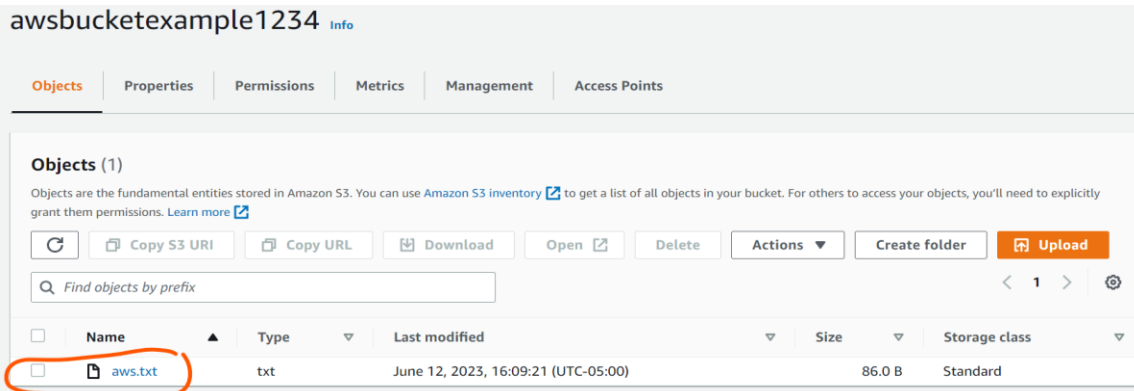 awsbucketexample1234 Info
Objects Properties Permissions Metrics Management Access Points
Objects (1)
Objects are the fundamental entities stored in Amazon S3. You can use Amazon S3 inventory to get a list of all objects in your bucket. For others to access your objects, you'll need to explicitly
grant them permissions. Learn more
Copy S3 URI Copy URL Download Open Delete Actions Create folder Upload
Find objects by prefix
1
Name Type Last modified Size Storage class
aws.txt txt June 12, 2023, 16:09:21 (UTC-05:00) 86.0 B Standard